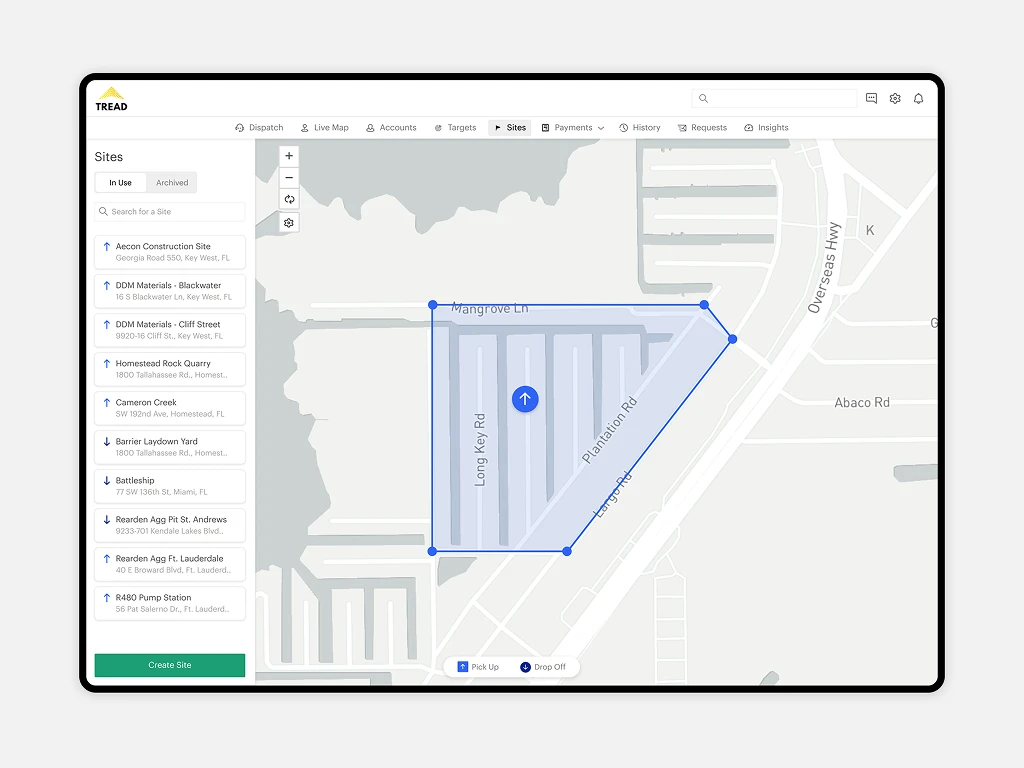 TREAD
Dispatch
Live Map
Accounts
Targets
Sites
Payments
History
Requests
Insights
Sites
In Use
Archived
Search for a Site
Aecon Construction Site
Georgia Road 550, Key West, FL
DDM Materials - Blackwater
16 S Blackwater Ln, Key West, FL
DDM Materials - Cliff Street
9920-16 Cliff St., Key West, FL
Homestead Rock Quarry
1800 Tallahassee Rd., Homest..
Cameron Creek
SW 192nd Ave, Homestead, FL
Barrier Laydown Yard
1800 Tallahassee Rd., Homest..
Battleship
77 SW 136th St, Miami, FL
Rearden Agg Pit St. Andrews
9233-701 Kendale Lakes Blvd..
Rearden Agg Ft. Lauderdale
40 E Broward Blvd, Ft. Lauderd..
R480 Pump Station
56 Pat Salerno Dr., Ft. Lauderd..
Create Site
Mangrove Ln
Long Key Rd
Plantation Rd
Largo Rd
Overseas Hwy
K
G
Abaco Rd
Pick Up
Drop Off